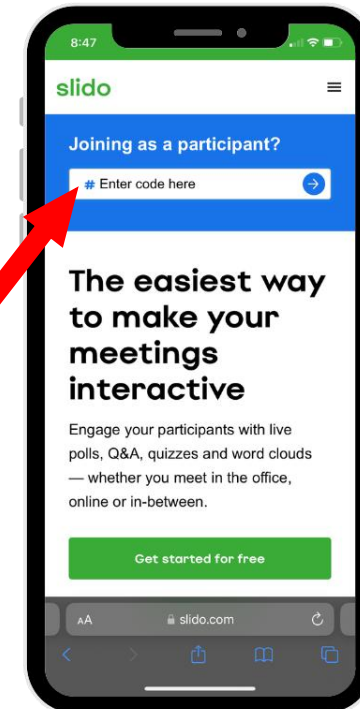 8:47
slido
Joining as a participant?
# Enter code here
The easiest way
to make your
meetings
interactive
Engage your participants with live
polls, Q&A, quizzes and word clouds
— whether you meet in the office,
online or in-between.
Get started for free
AA slido.com